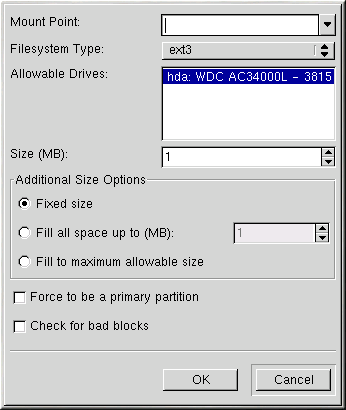 Mount Point:
Filesystem Type: ext3
Allowable Drives: hda: WDC AC34000L - 3815
Size (MB): 1
Additional Size Options
Fixed size
Fill all space up to (MB): 1
Fill to maximum allowable size
Force to be a primary partition
Check for bad blocks
OK Cancel